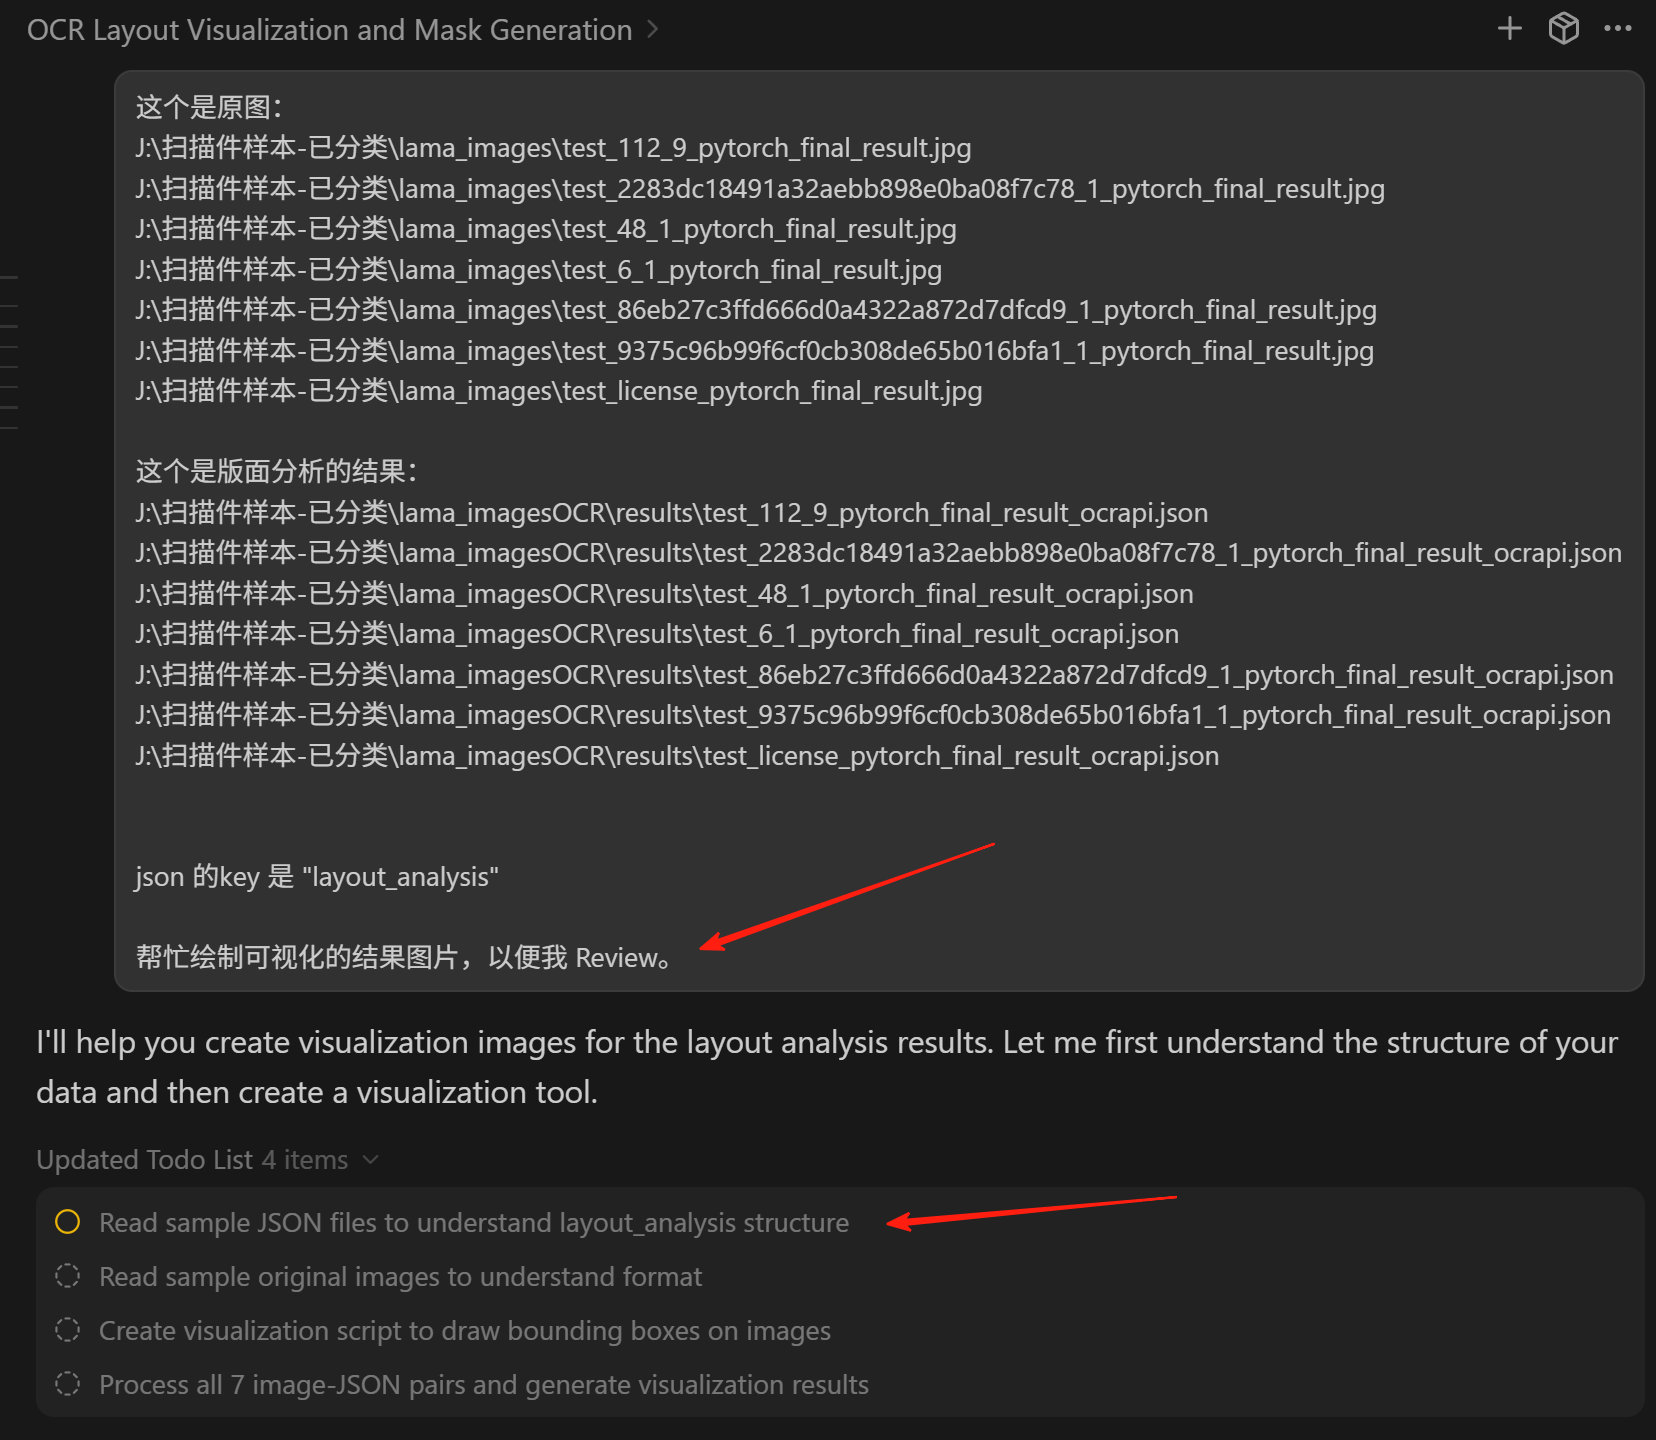 OCR Layout Visualization and Mask Generation
这个是原图：
J:\扫描件样本-已分类\lama_images\test_112_9_pytorch_final_result.jpg
J:\扫描件样本-已分类\lama_images\test_2283dc18491a32aebb898e0ba08f7c78_1_pytorch_final_result.jpg
J:\扫描件样本-已分类\lama_images\test_48_1_pytorch_final_result.jpg
J:\扫描件样本-已分类\lama_images\test_6_1_pytorch_final_result.jpg
J:\扫描件样本-已分类\lama_images\test_86eb27c3ffd666d0a4322a872d7dfcd9_1_pytorch_final_result.jpg
J:\扫描件样本-已分类\lama_images\test_9375c96b99f6cf0cb308de65b016bfa1_1_pytorch_final_result.jpg
J:\扫描件样本-已分类\lama_images\test_license_pytorch_final_result.jpg
这个是版面分析的结果：
J:\扫描件样本-已分类\lama_imagesOCR\results\test_112_9_pytorch_final_result_ocrapi.json
J:\扫描件样本-已分类\lama_imagesOCR\results\test_2283dc18491a32aebb898e0ba08f7c78_1_pytorch_final_result_ocrapi.json
J:\扫描件样本-已分类\lama_imagesOCR\results\test_48_1_pytorch_final_result_ocrapi.json
J:\扫描件样本-已分类\lama_imagesOCR\results\test_6_1_pytorch_final_result_ocrapi.json
J:\扫描件样本-已分类\lama_imagesOCR\results\test_86eb27c3ffd666d0a4322a872d7dfcd9_1_pytorch_final_result_ocrapi.json
J:\扫描件样本-已分类\lama_imagesOCR\results\test_9375c96b99f6cf0cb308de65b016bfa1_1_pytorch_final_result_ocrapi.json
J:\扫描件样本-已分类\lama_imagesOCR\results\test_license_pytorch_final_result_ocrapi.json
json 的key 是 "layout_analysis"
帮忙绘制可视化的结果图片，以便我 Review。
I'll help you create visualization images for the layout analysis results. Let me first understand the structure of your
data and then create a visualization tool.
Updated Todo List 4 items
Read sample JSON files to understand layout_analysis structure
Read sample original images to understand format
Create visualization script to draw bounding boxes on images
Process all 7 image-JSON pairs and generate visualization results